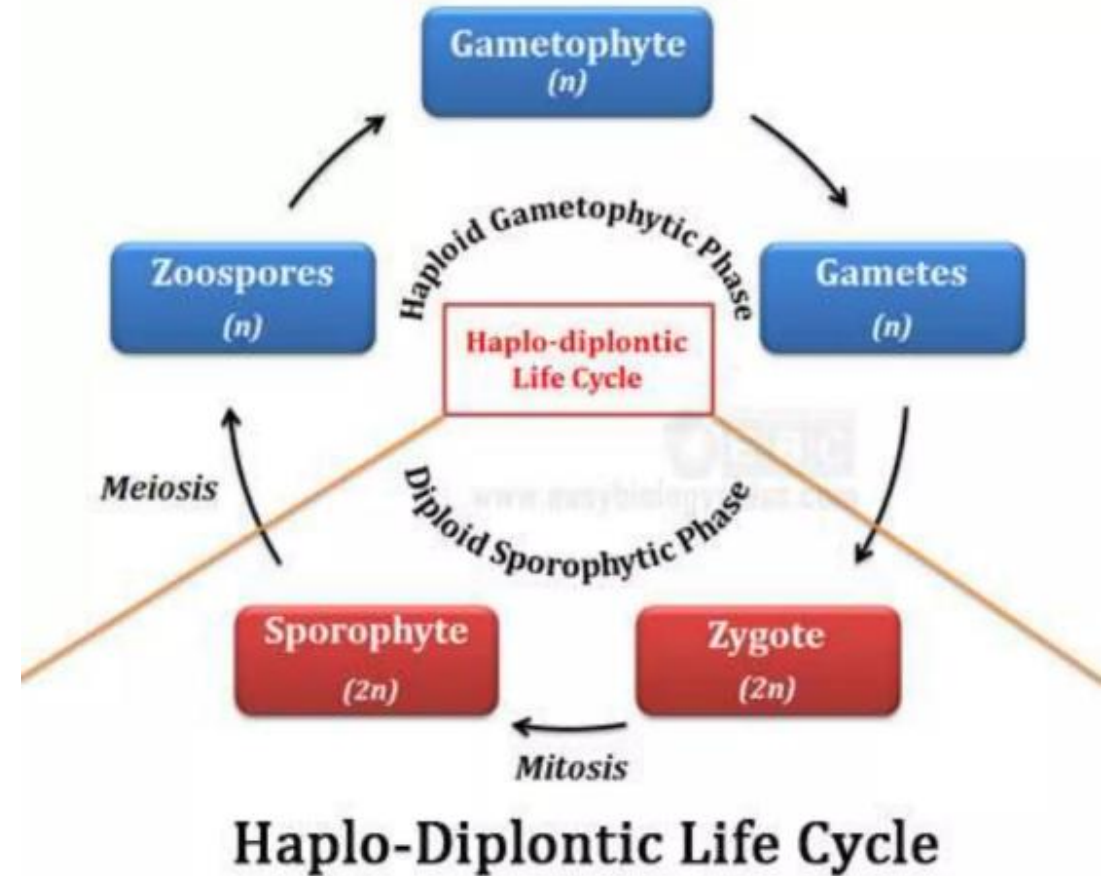 Gametophyte
(n)
Haploid Gametophytic Phase
Zoospores
(n)
Gametes
(n)
Haplo-diplontic
Life Cycle
Meiosis
Diploid Sporophytic Phase
Sporophyte
(2n)
Zygote
(2n)
Mitosis
Haplo-Diplontic Life Cycle